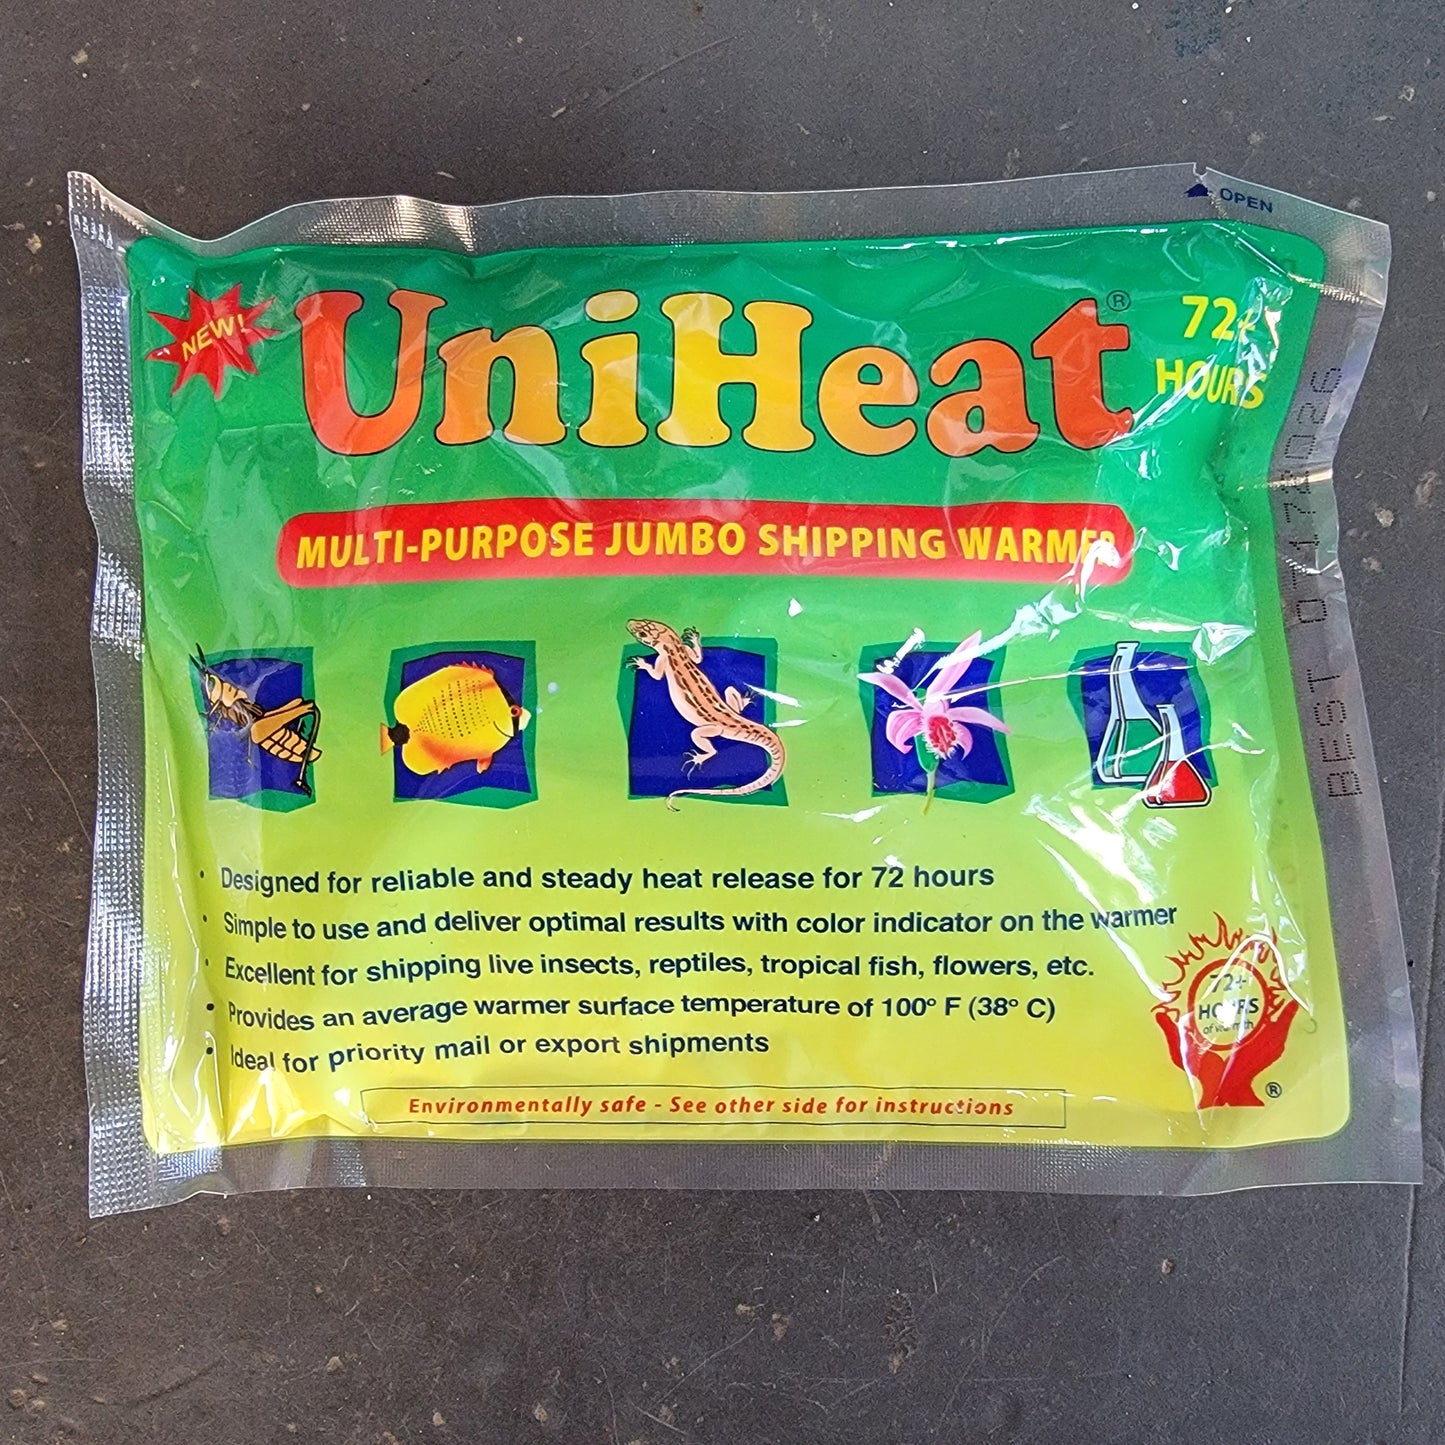 OPEN
NEW!
UniHeat®
72+
HOURS
MULTI-PURPOSE JUMBO SHIPPING WARMER
• Designed for reliable and steady heat release for 72 hours
• Simple to use and deliver optimal results with color indicator on the warmer
• Excellent for shipping live insects, reptiles, tropical fish, flowers, etc.
• Provides an average warmer surface temperature of 100° F (38° C)
• Ideal for priority mail or export shipments
72+
HOURS
of warmth
®
Environmentally safe - See other side for instructions
BEST